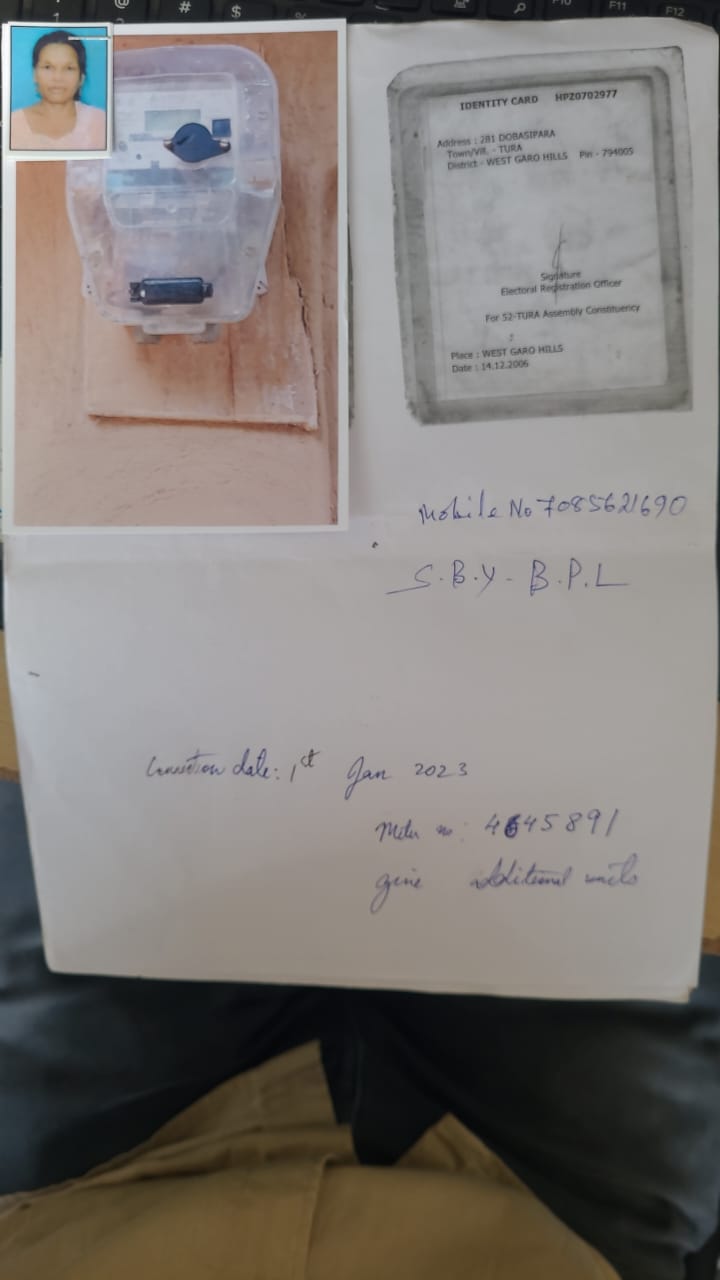 IDENTITY CARD HPZ0702977
Address : 281 DOBASIPARA
Town/Vill. - TURA
District - WEST GARO HILLS Pin - 794005
Signature
Electoral Registration Officer
For 52-TURA Assembly Constituency
Place : WEST GARO HILLS
Date : 14.12.2006
Mobile No 7085621690
S.B.Y - B.P.L
Connection date: 1st Jan 2023
Meter no: 4645891
give additional units